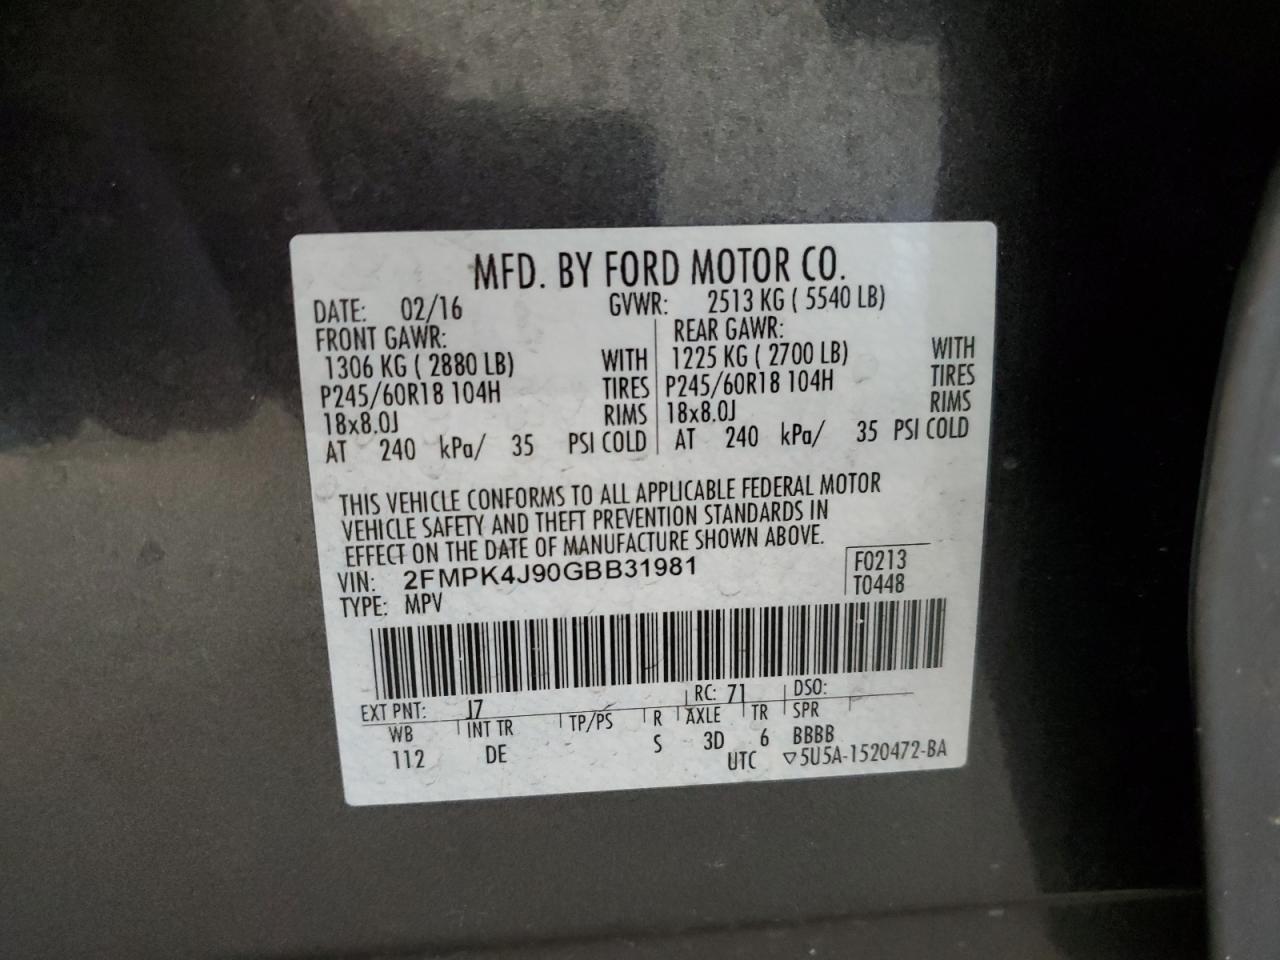 MFD. BY FORD MOTOR CO.
DATE: 02/16 GVWR: 2513 KG ( 5540 LB)
FRONT GAWR: REAR GAWR:
1306 KG ( 2880 LB) WITH 1225 KG ( 2700 LB) WITH
P245/60R18 104H TIRES P245/60R18 104H TIRES
18x8.0J RIMS 18x8.0J RIMS
AT 240 kPa/ 35 PSI COLD AT 240 kPa/ 35 PSI COLD
THIS VEHICLE CONFORMS TO ALL APPLICABLE FEDERAL MOTOR
VEHICLE SAFETY AND THEFT PREVENTION STANDARDS IN
EFFECT ON THE DATE OF MANUFACTURE SHOWN ABOVE.
VIN: 2FMPK4J90GBB31981 F0213
TYPE: MPV T0448
EXT PNT: J7 RC: 71 DSO:
WB INT TR TP/PS R AXLE TR SPR
112 DE S 3D 6 BBBB
UTC ▽5U5A-1520472-BA